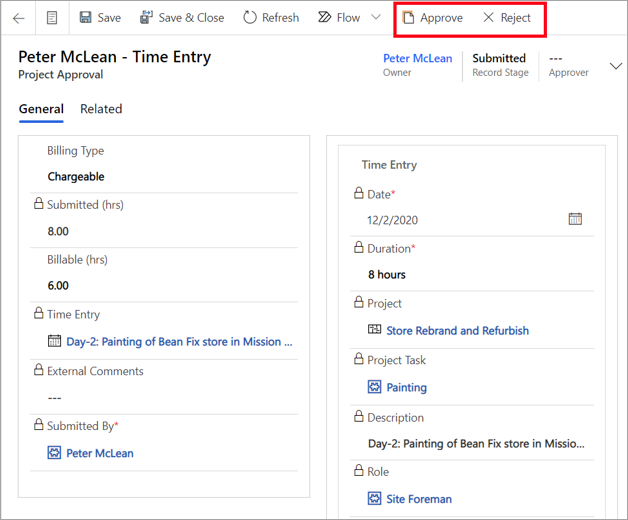 Save
Save & Close
Refresh
Flow
Approve
Reject
Peter McLean - Time Entry
Project Approval
Peter McLean
Owner
Submitted
Record Stage
---
Approver
General
Related
Billing Type
Chargeable
Submitted (hrs)
8.00
Billable (hrs)
6.00
Time Entry
Day-2: Painting of Bean Fix store in Mission ...
External Comments
---
Submitted By*
Peter McLean
Time Entry
Date*
12/2/2020
Duration*
8 hours
Project
Store Rebrand and Refurbish
Project Task
Painting
Description
Day-2: Painting of Bean Fix store in Missio...
Role
Site Foreman